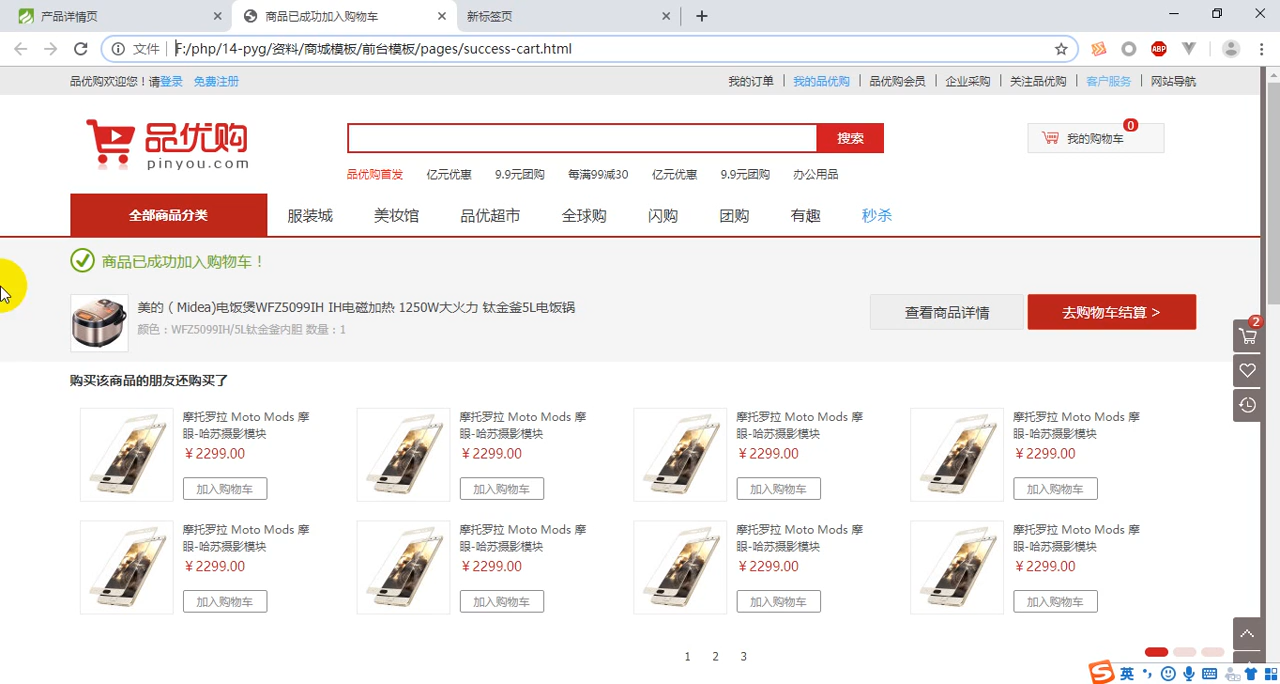 产品详情页
商品已成功加入购物车
新标签页
文件 F:/php/14-pyg/资料/商城模板/前台模板/pages/success-cart.html
ABP
品优购欢迎您！请登录 免费注册
我的订单 我的品优购 品优购会员 企业采购 关注品优购 客户服务 网站导航
品优购
pinyou.com
搜索
我的购物车 0
品优购首发 亿元优惠 9.9元团购 每满99减30 亿元优惠 9.9元团购 办公用品
全部商品分类 服装城 美妆馆 品优超市 全球购 闪购 团购 有趣 秒杀
商品已成功加入购物车！
美的（Midea)电饭煲WFZ5099IH IH电磁加热 1250W大火力 钛金釜5L电饭锅
颜色：WFZ5099IH/5L钛金釜内胆 数量：1
查看商品详情 去购物车结算 >
2
购买该商品的朋友还购买了
摩托罗拉 Moto Mods 摩
眼-哈苏摄影模块
￥2299.00
加入购物车
摩托罗拉 Moto Mods 摩
眼-哈苏摄影模块
￥2299.00
加入购物车
摩托罗拉 Moto Mods 摩
眼-哈苏摄影模块
￥2299.00
加入购物车
摩托罗拉 Moto Mods 摩
眼-哈苏摄影模块
￥2299.00
加入购物车
摩托罗拉 Moto Mods 摩
眼-哈苏摄影模块
￥2299.00
加入购物车
摩托罗拉 Moto Mods 摩
眼-哈苏摄影模块
￥2299.00
加入购物车
摩托罗拉 Moto Mods 摩
眼-哈苏摄影模块
￥2299.00
加入购物车
摩托罗拉 Moto Mods 摩
眼-哈苏摄影模块
￥2299.00
加入购物车
1 2 3
英